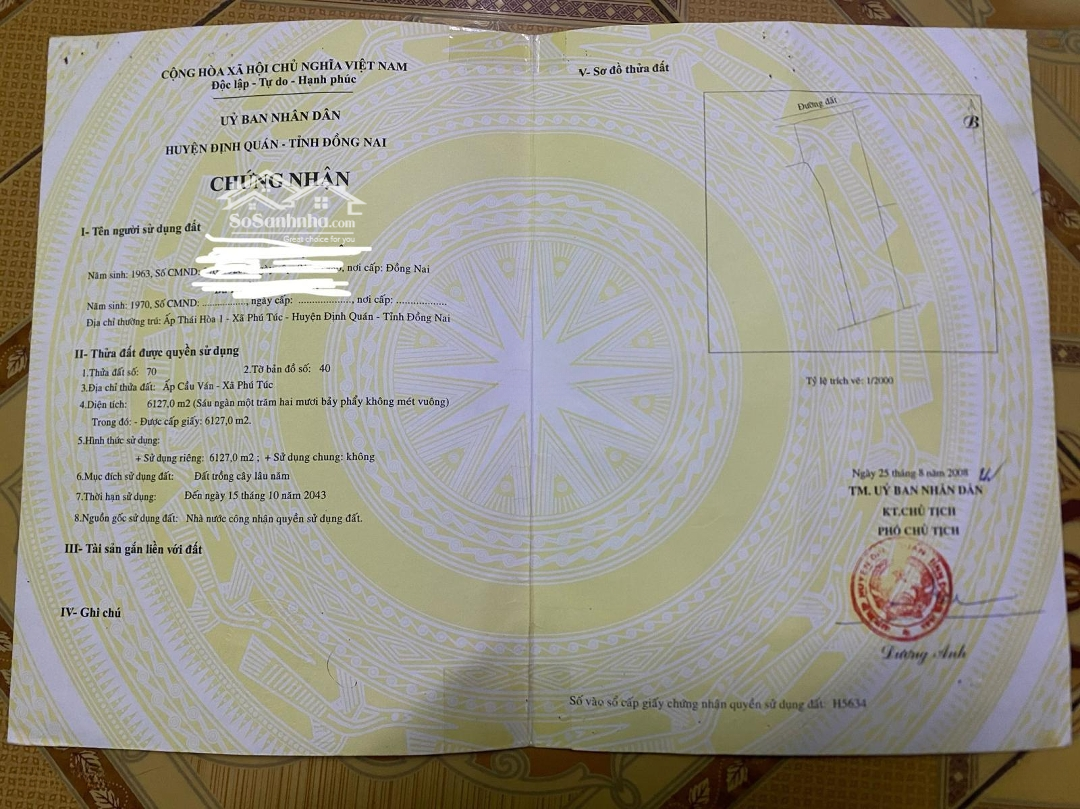 CỘNG HÒA XÃ HỘI CHỦ NGHĨA VIỆT NAM
Độc lập - Tự do - Hạnh phúc
UỶ BAN NHÂN DÂN
HUYỆN ĐỊNH QUÁN - TỈNH ĐỒNG NAI
CHỨNG NHẬN
SoSanhnha.com
Great choice for you
I- Tên người sử dụng đất
Năm sinh: 1963, Số CMND: , nơi cấp: Đồng Nai
Năm sinh: 1970, Số CMND: ..............., ngày cấp: .................., nơi cấp: .................
Địa chỉ thường trú: Ấp Thái Hòa 1 - Xã Phú Túc - Huyện Định Quán - Tỉnh Đồng Nai
II- Thửa đất được quyền sử dụng
1.Thửa đất số: 70 2.Tờ bản đồ số: 40
3.Địa chỉ thửa đất: Ấp Cầu Ván - Xã Phú Túc
4.Diện tích: 6127,0 m2 (Sáu ngàn một trăm hai mươi bảy phẩy không mét vuông)
Trong đó: - Được cấp giấy: 6127,0 m2.
5.Hình thức sử dụng:
+ Sử dụng riêng: 6127,0 m2 ; + Sử dụng chung: không
6.Mục đích sử dụng đất: Đất trồng cây lâu năm
7.Thời hạn sử dụng: Đến ngày 15 tháng 10 năm 2043
8.Nguồn gốc sử dụng đất: Nhà nước công nhận quyền sử dụng đất.
III- Tài sản gắn liền với đất
IV- Ghi chú
V- Sơ đồ thửa đất
Đường đất
B
Tỷ lệ trích vẽ: 1/2000
Ngày 25 tháng 8 năm 2008
TM. UỶ BAN NHÂN DÂN
KT.CHỦ TỊCH
PHÓ CHỦ TỊCH
Dương Anh
Số vào sổ cấp giấy chứng nhận quyền sử dụng đất: H5634